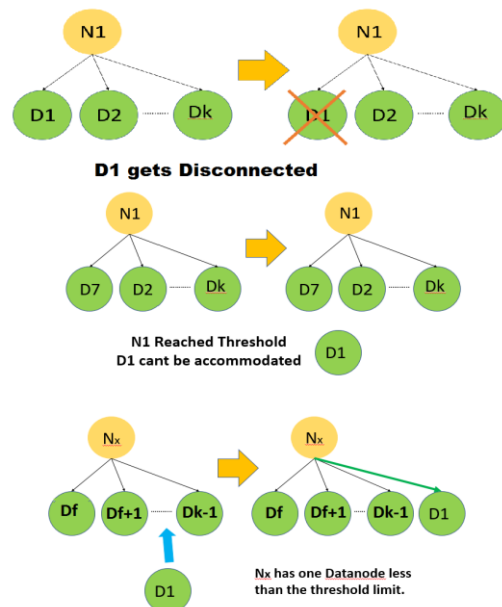 N1 N1
D1 D2 Dk D1 D2 Dk
D1 gets Disconnected
N1 N1
D7 D2 Dk D7 D2 Dk
N1 Reached Threshold
D1 cant be accommodated
D1
Nx Nx
Df Df+1 Dk-1 Df Df+1 Dk-1 D1
D1
Nx has one Datanode less
than the threshold limit.